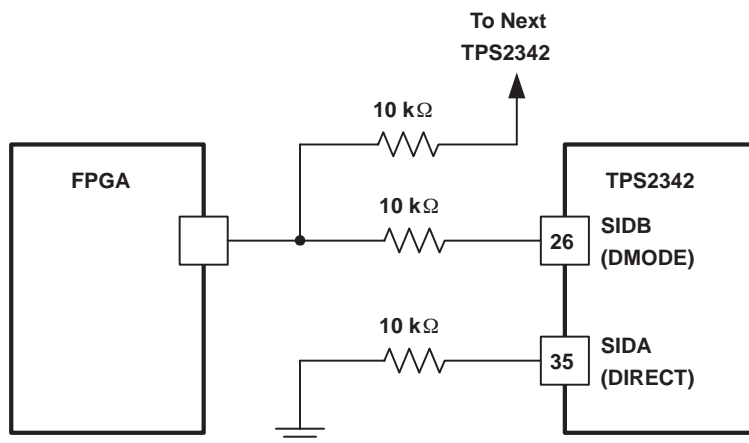 To Next
TPS2342
10 kΩ
FPGA
TPS2342
10 kΩ
26
SIDB
(DMODE)
10 kΩ
35
SIDA
(DIRECT)